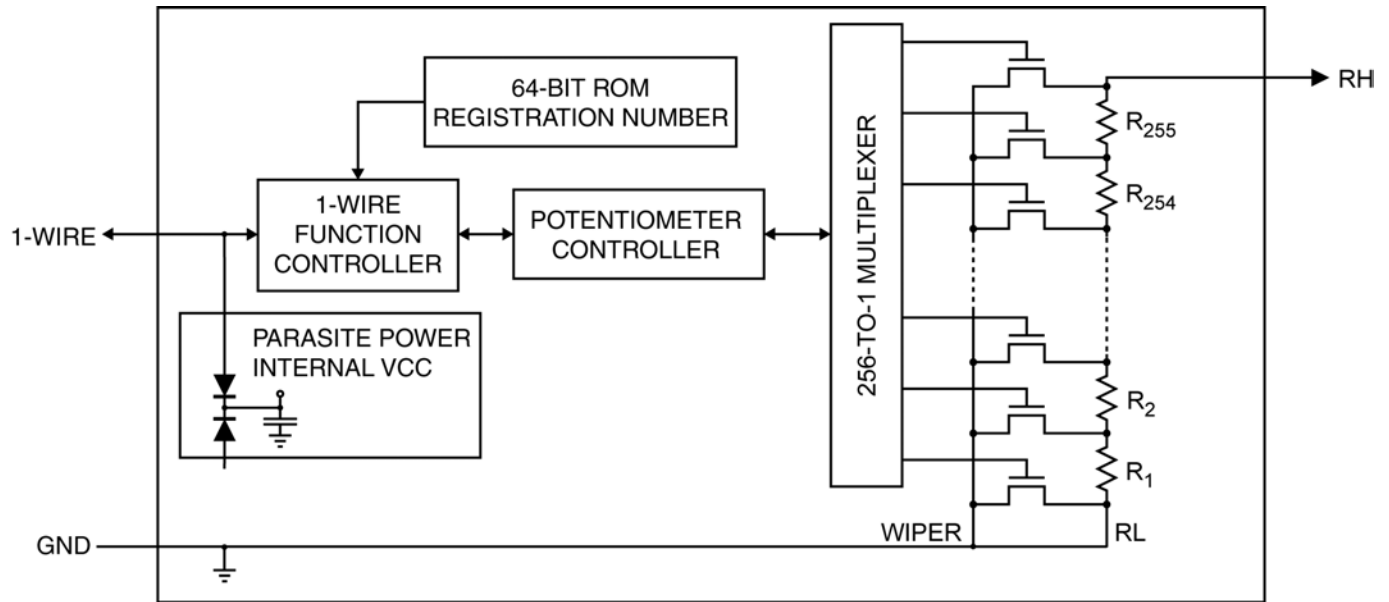 64-BIT ROM
REGISTRATION NUMBER
1-WIRE
1-WIRE
FUNCTION
CONTROLLER
POTENTIOMETER
CONTROLLER
PARASITE POWER
INTERNAL VCC
256-TO-1 MULTIPLEXER
RH
R255
R254
R2
R1
WIPER
RL
GND